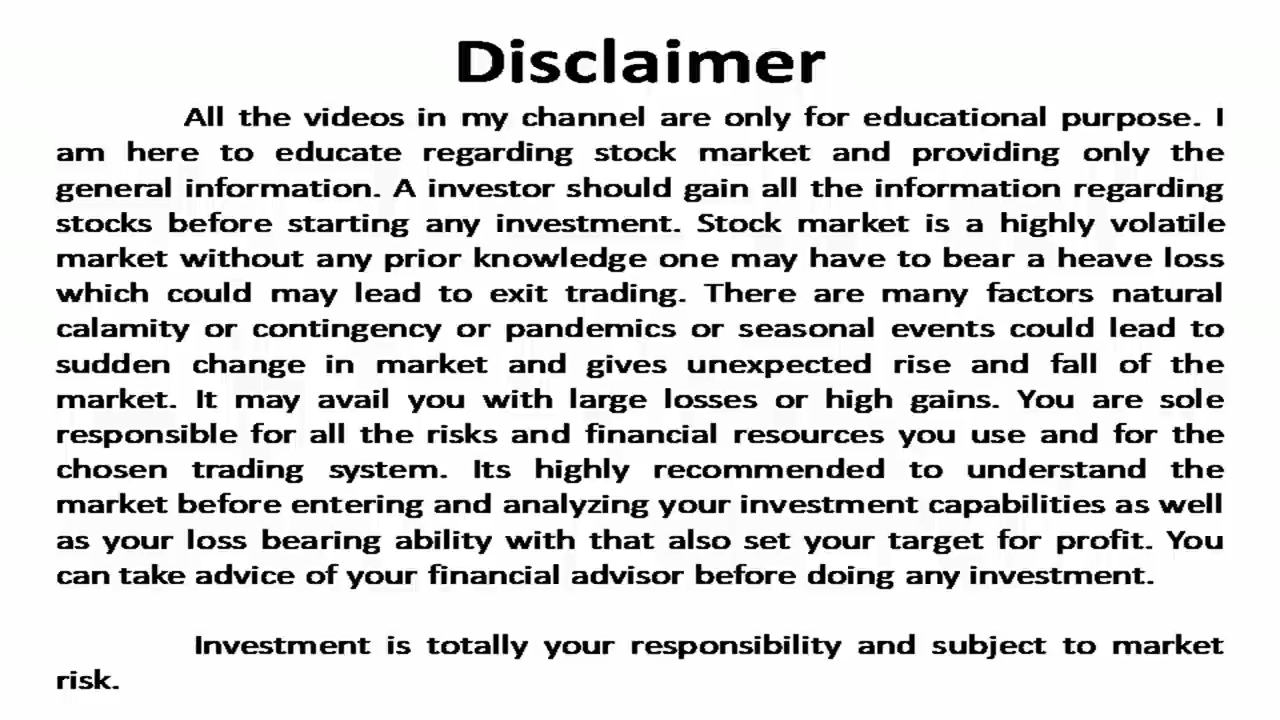 Disclaimer
All the videos in my channel are only for educational purpose. I
am here to educate regarding stock market and providing only the
general information. A investor should gain all the information regarding
stocks before starting any investment. Stock market is a highly volatile
market without any prior knowledge one may have to bear a heave loss
which could may lead to exit trading. There are many factors natural
calamity or contingency or pandemics or seasonal events could lead to
sudden change in market and gives unexpected rise and fall of the
market. It may avail you with large losses or high gains. You are sole
responsible for all the risks and financial resources you use and for the
chosen trading system. Its highly recommended to understand the
market before entering and analyzing your investment capabilities as well
as your loss bearing ability with that also set your target for profit. You
can take advice of your financial advisor before doing any investment.
Investment is totally your responsibility and subject to market
risk.